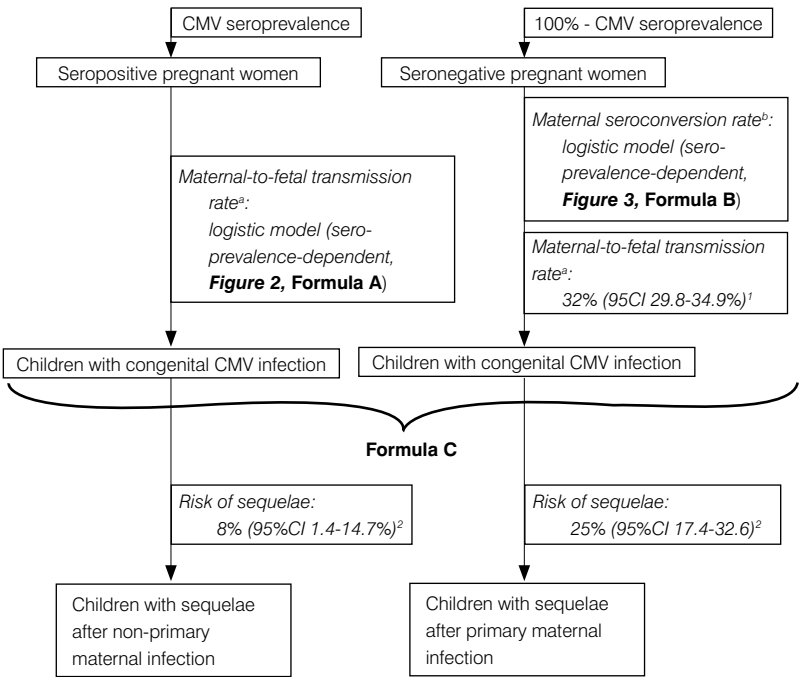 CMV seroprevalence
Seropositive pregnant women
Maternal-to-fetal transmission
rateᵃ:
logistic model (sero-
prevalence-dependent,
Figure 2, Formula A)
Children with congenital CMV infection
100% - CMV seroprevalence
Seronegative pregnant women
Maternal seroconversion rateᵇ:
logistic model (sero-
prevalence-dependent,
Figure 3, Formula B)
Maternal-to-fetal transmission
rateᵃ:
32% (95CI 29.8-34.9%)¹
Children with congenital CMV infection
Formula C
Risk of sequelae:
8% (95%CI 1.4-14.7%)²
Children with sequelae
after non-primary
maternal infection
Risk of sequelae:
25% (95%CI 17.4-32.6)²
Children with sequelae
after primary maternal
infection